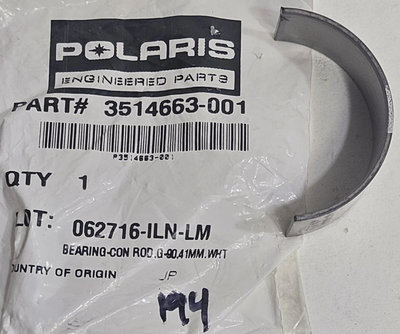 POLARIS
ENGINEERED PARTS
PART# 3514663-001
P3514663-001
QTY 1
LOT: 062716-ILN-LM
BEARING-CON ROD,G-90.41MM.WHT
OUNTRY OF ORIGIN JP
194